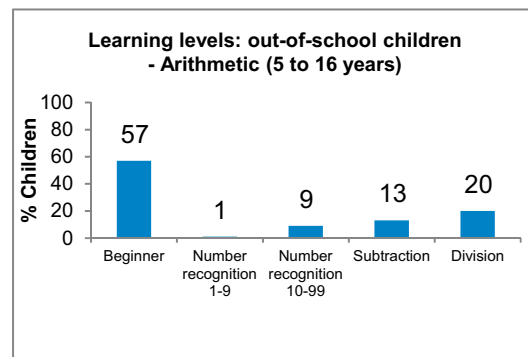 Learning levels: out-of-school children
- Arithmetic (5 to 16 years)
% Children
100
80
60
40
20
0
57
1
9
13
20
Beginner
Number
recognition
1-9
Number
recognition
10-99
Subtraction
Division